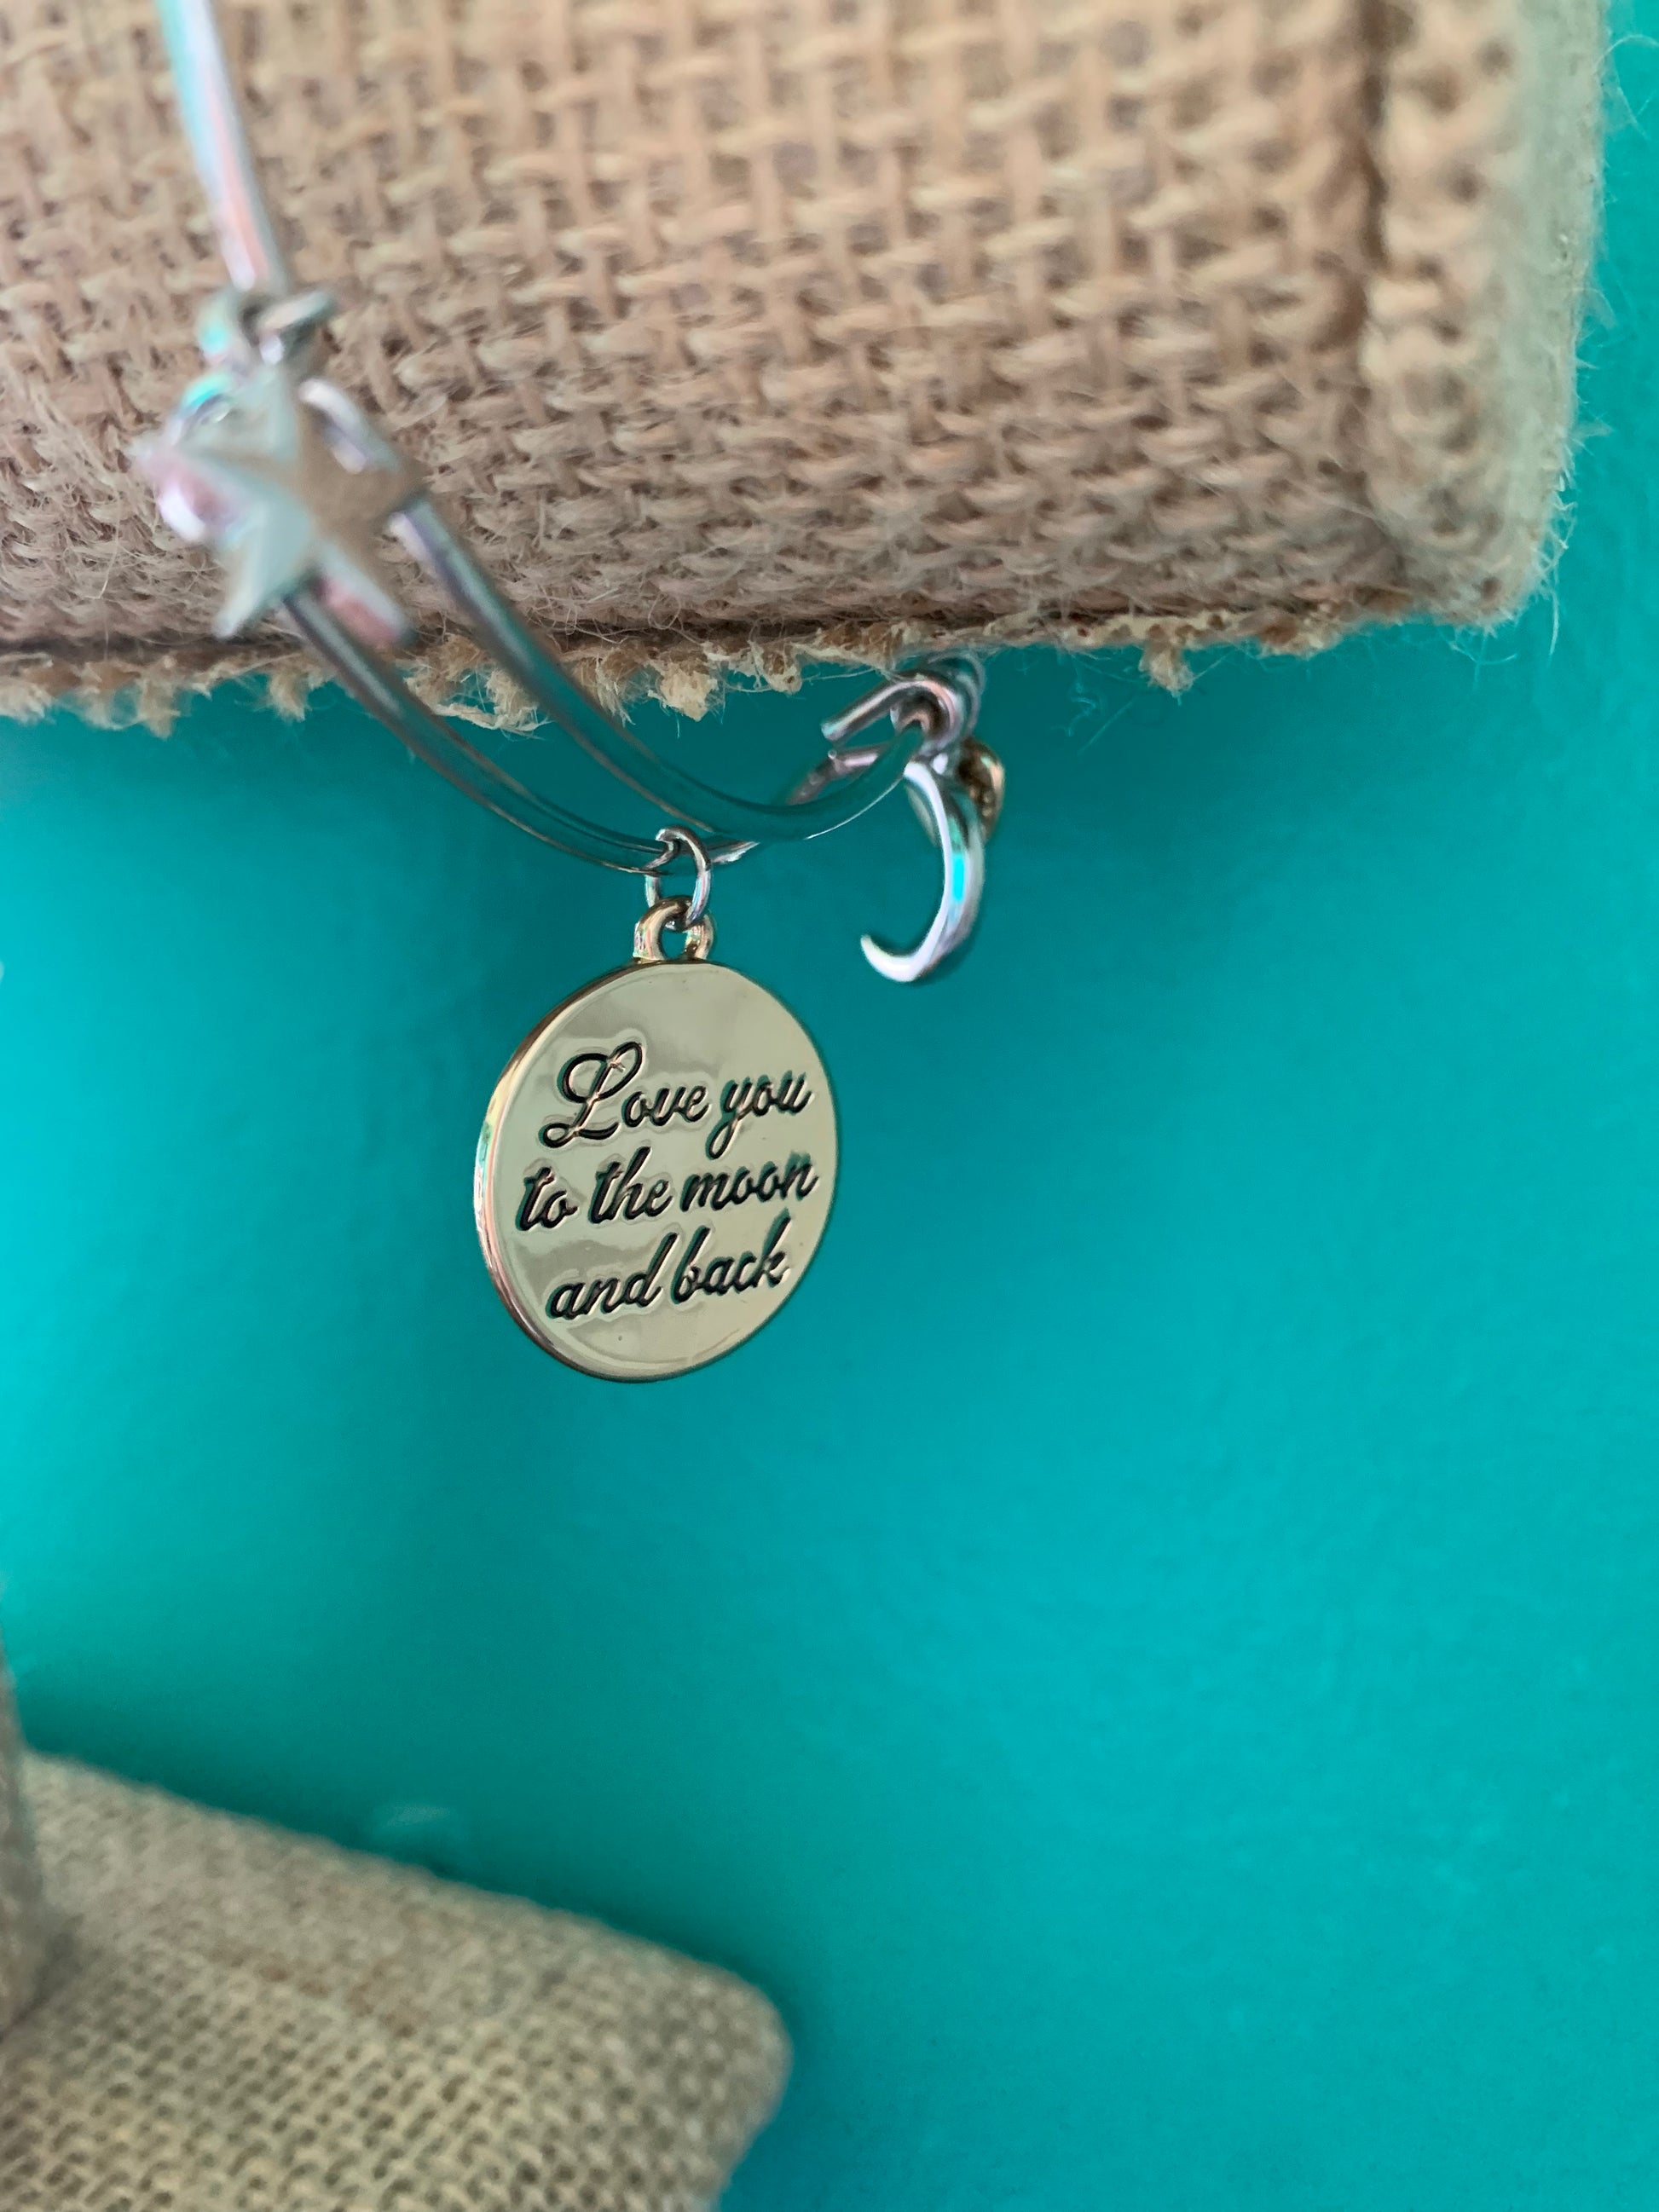 Love you
to the moon
and back